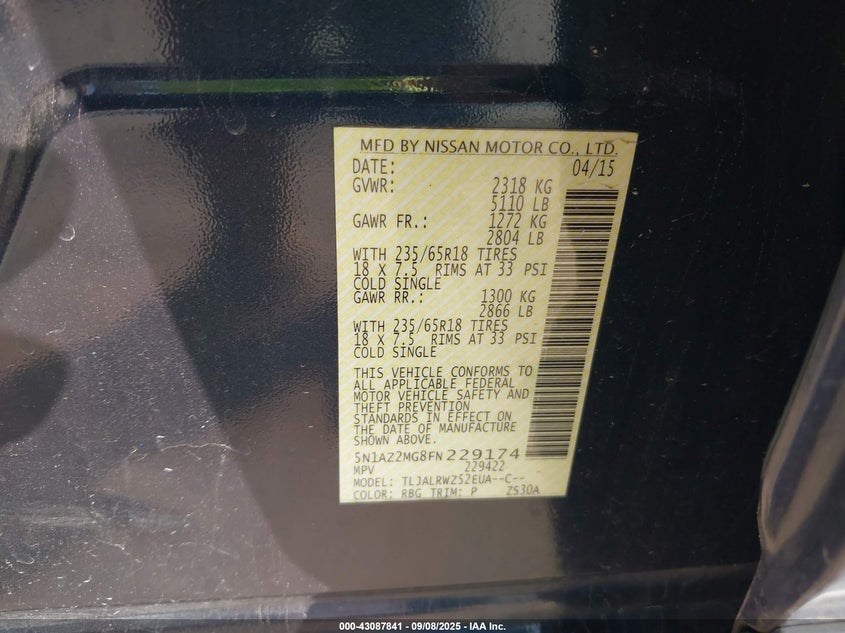 MFD BY NISSAN MOTOR CO., LTD.
DATE: 04/15
GVWR: 2318 KG
5110 LB
GAWR FR.: 1272 KG
2804 LB
WITH 235/65R18 TIRES
18 X 7.5 RIMS AT 33 PSI
COLD SINGLE
GAWR RR.: 1300 KG
2866 LB
WITH 235/65R18 TIRES
18 X 7.5 RIMS AT 33 PSI
COLD SINGLE
THIS VEHICLE CONFORMS TO
ALL APPLICABLE FEDERAL
MOTOR VEHICLE SAFETY AND
THEFT PREVENTION
STANDARDS IN EFFECT ON
THE DATE OF MANUFACTURE
SHOWN ABOVE.
5N1AZ2MG8FN229174
MPV 229422
MODEL: TLJALRWZ52EUA--C--
COLOR: RBG TRIM: P ZS30A
000-43087841 - 09/08/2025 - IAA Inc.